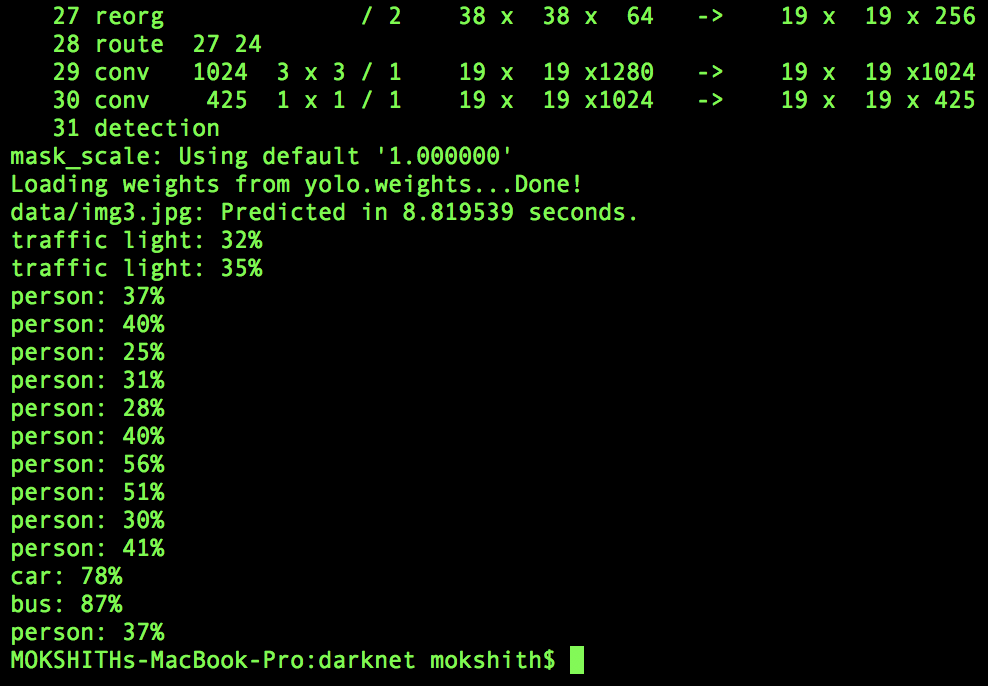 27 reorg              / 2    38 x  38 x  64   ->    19 x  19 x 256
28 route  27 24
29 conv   1024  3 x 3 / 1    19 x  19 x1280   ->    19 x  19 x1024
30 conv    425  1 x 1 / 1    19 x  19 x1024   ->    19 x  19 x 425
31 detection
mask_scale: Using default '1.000000'
Loading weights from yolo.weights...Done!
data/img3.jpg: Predicted in 8.819539 seconds.
traffic light: 32%
traffic light: 35%
person: 37%
person: 40%
person: 25%
person: 31%
person: 28%
person: 40%
person: 56%
person: 51%
person: 30%
person: 41%
car: 78%
bus: 87%
person: 37%
MOKSHITHs-MacBook-Pro:darknet mokshith$